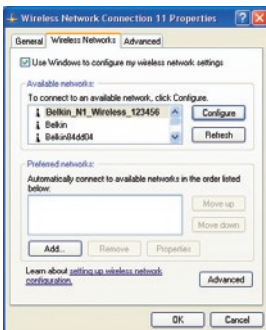 Wireless Network Connection 11 Properties
General Wireless Networks Advanced
Use Windows to configure my wireless network settings
Available networks:
To connect to an available network, click Configure.
Belkin_N1_Wireless_123456
Configure
Belkin
Belkin84dd04
Refresh
Preferred networks:
Automatically connect to available networks in the order listed
below:
Move up
Move down
Add... Remove Properties
Learn about setting up wireless network
configuration.
Advanced
OK Cancel